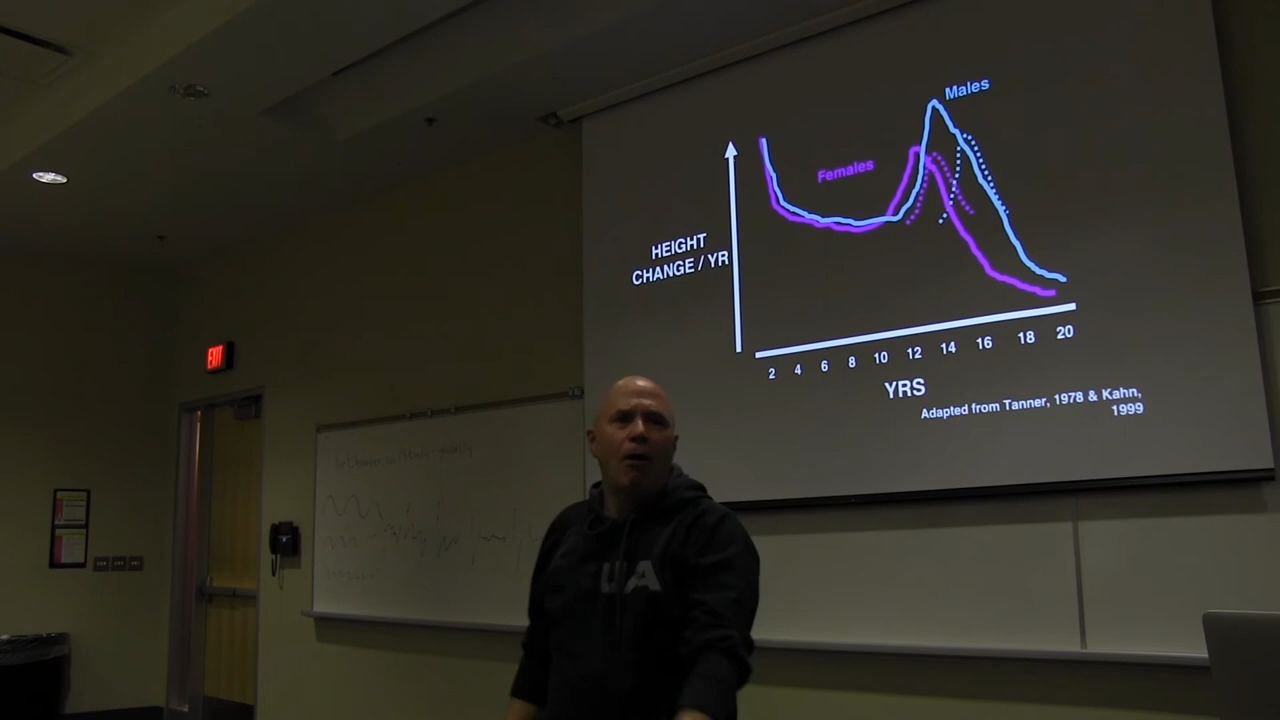 Males
Females
HEIGHT
CHANGE / YR
2 4 6 8 10 12 14 16 18 20
YRS
Adapted from Tanner, 1978 & Kahn,
1999
EXIT